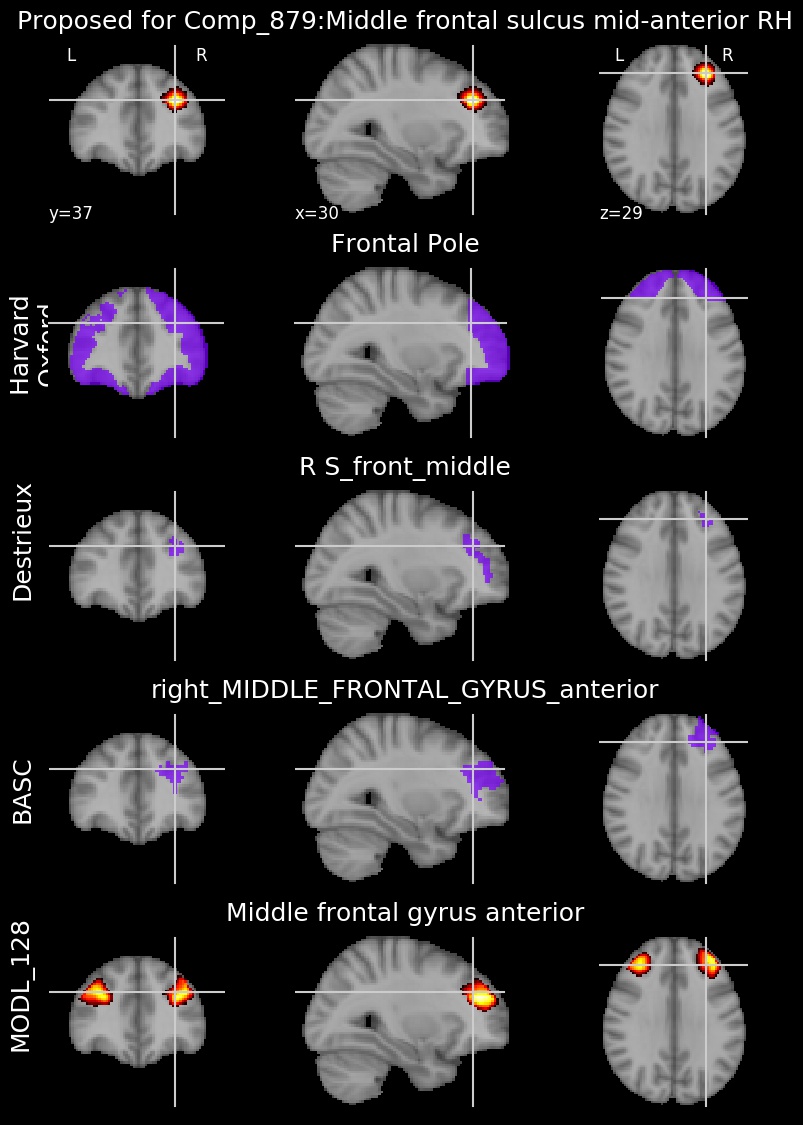 Proposed for Comp_879:Middle frontal sulcus mid-anterior RH
L R L R
y=37 x=30 z=29
Frontal Pole
Harvard
R S_front_middle
Destrieux
right_MIDDLE_FRONTAL_GYRUS_anterior
BASC
Middle frontal gyrus anterior
MODL_128